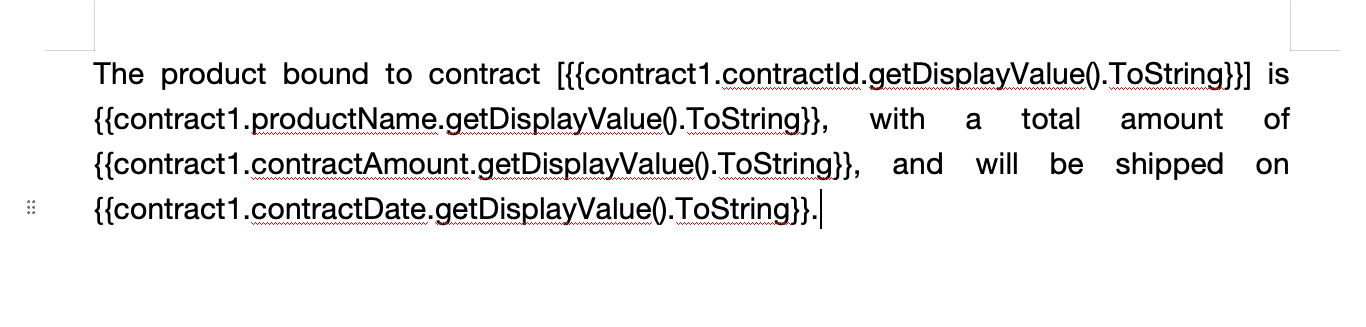 The product bound to contract [{{contract1.contractId.getDisplayValue().ToString}}] is
{{contract1.productName.getDisplayValue().ToString}}, with a total amount of
{{contract1.contractAmount.getDisplayValue().ToString}}, and will be shipped on
{{contract1.contractDate.getDisplayValue().ToString}}.